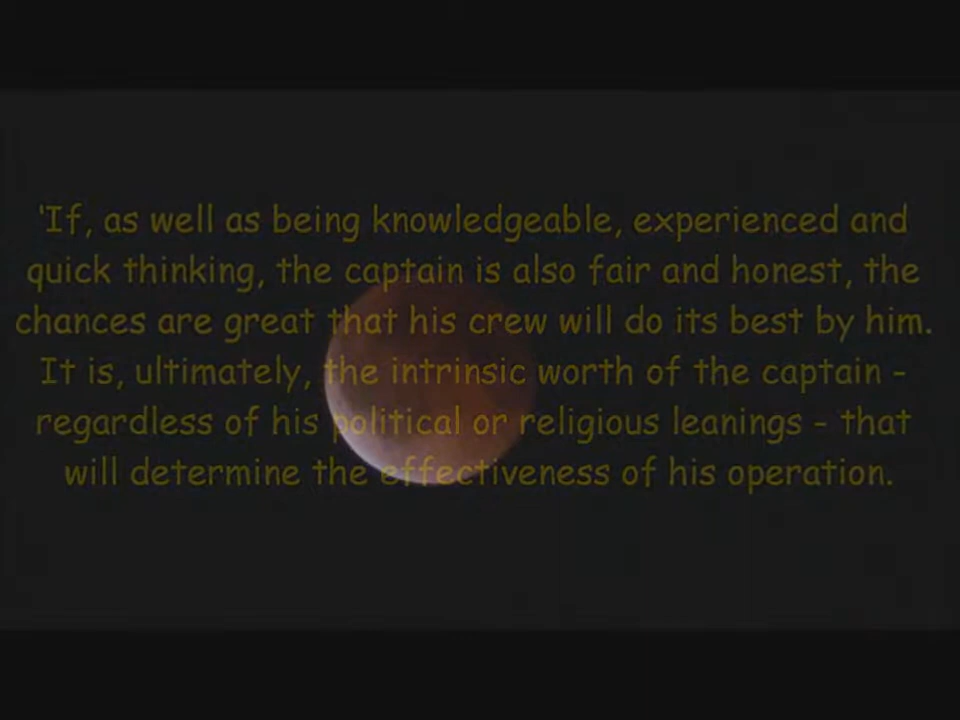 'If, as well as being knowledgeable, experienced and
quick thinking, the captain is also fair and honest, the
chances are great that his crew will do its best by him.
It is, ultimately, the intrinsic worth of the captain -
regardless of his political or religious leanings - that
will determine the effectiveness of his operation.